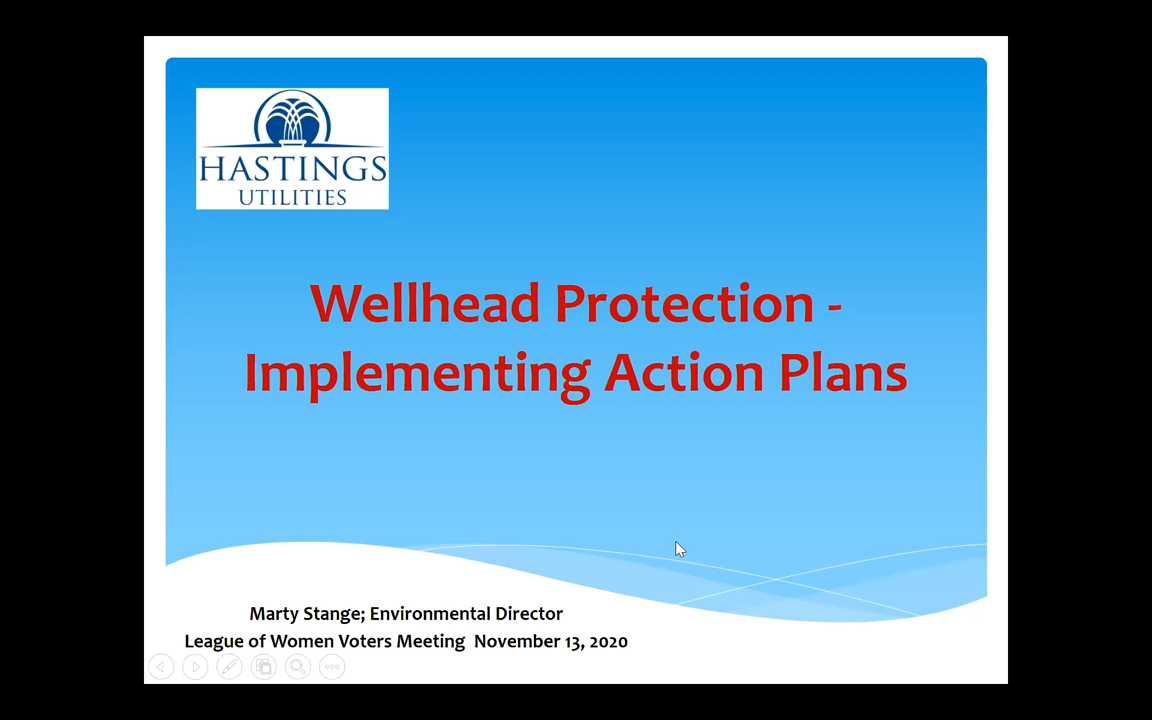 HASTINGS
UTILITIES
Wellhead Protection -
Implementing Action Plans
Marty Stange; Environmental Director
League of Women Voters Meeting  November 13, 2020